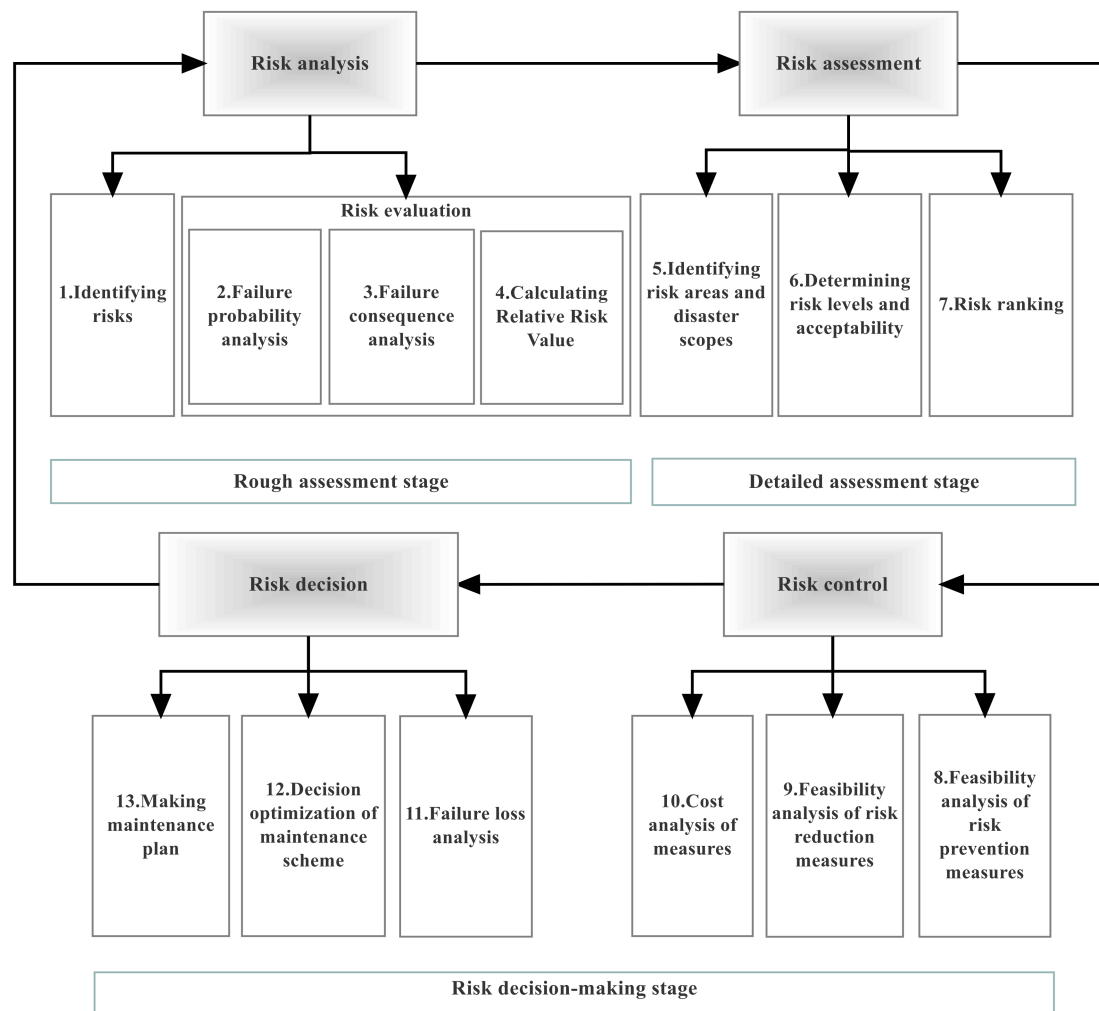 Risk analysis
Risk assessment
Risk evaluation
1.Identifying
risks
2.Failure
probability
analysis
3.Failure
consequence
analysis
4.Calculating
Relative Risk
Value
5.Identifying
risk areas and
disaster
scopes
6.Determining
risk levels and
acceptability
7.Risk ranking
Rough assessment stage
Detailed assessment stage
Risk decision
Risk control
13.Making
maintenance
plan
12.Decision
optimization of
maintenance
scheme
11.Failure loss
analysis
10.Cost
analysis of
measures
9.Feasibility
analysis of risk
reduction
measures
8.Feasibility
analysis of
risk
prevention
measures
Risk decision-making stage